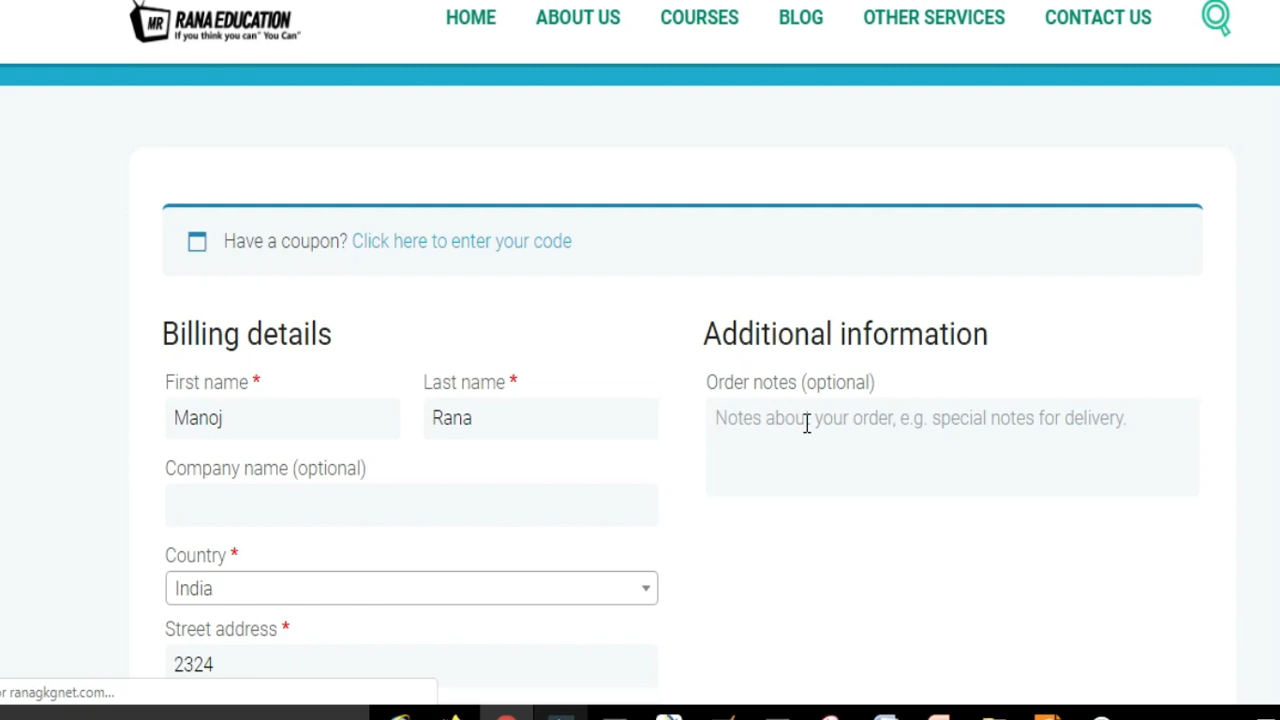 MR RANA EDUCATION
If you think you can" You Can"
HOME ABOUT US COURSES BLOG OTHER SERVICES CONTACT US
Have a coupon? Click here to enter your code
Billing details
Additional information
First name *
Last name *
Order notes (optional)
Manoj
Rana
Notes about your order, e.g. special notes for delivery.
Company name (optional)
Country *
India
Street address *
2324
or ranagkgnet.com...